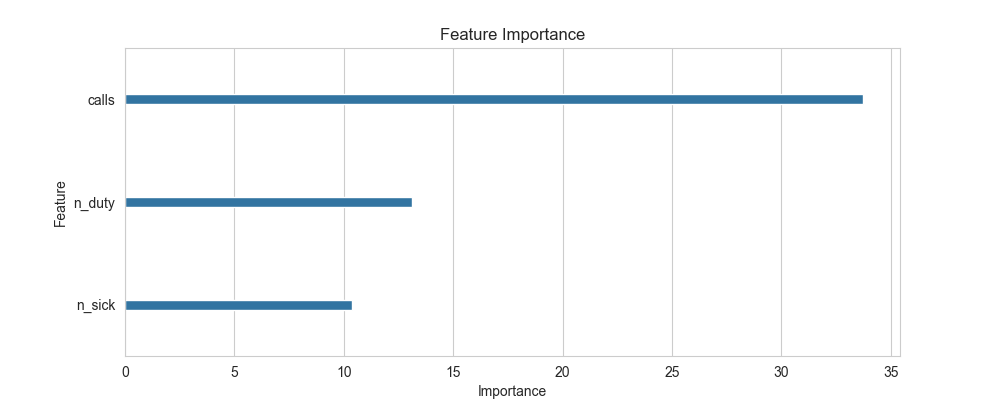 Feature Importance
calls
n_duty
n_sick
Feature
0 5 10 15 20 25 30 35
Importance